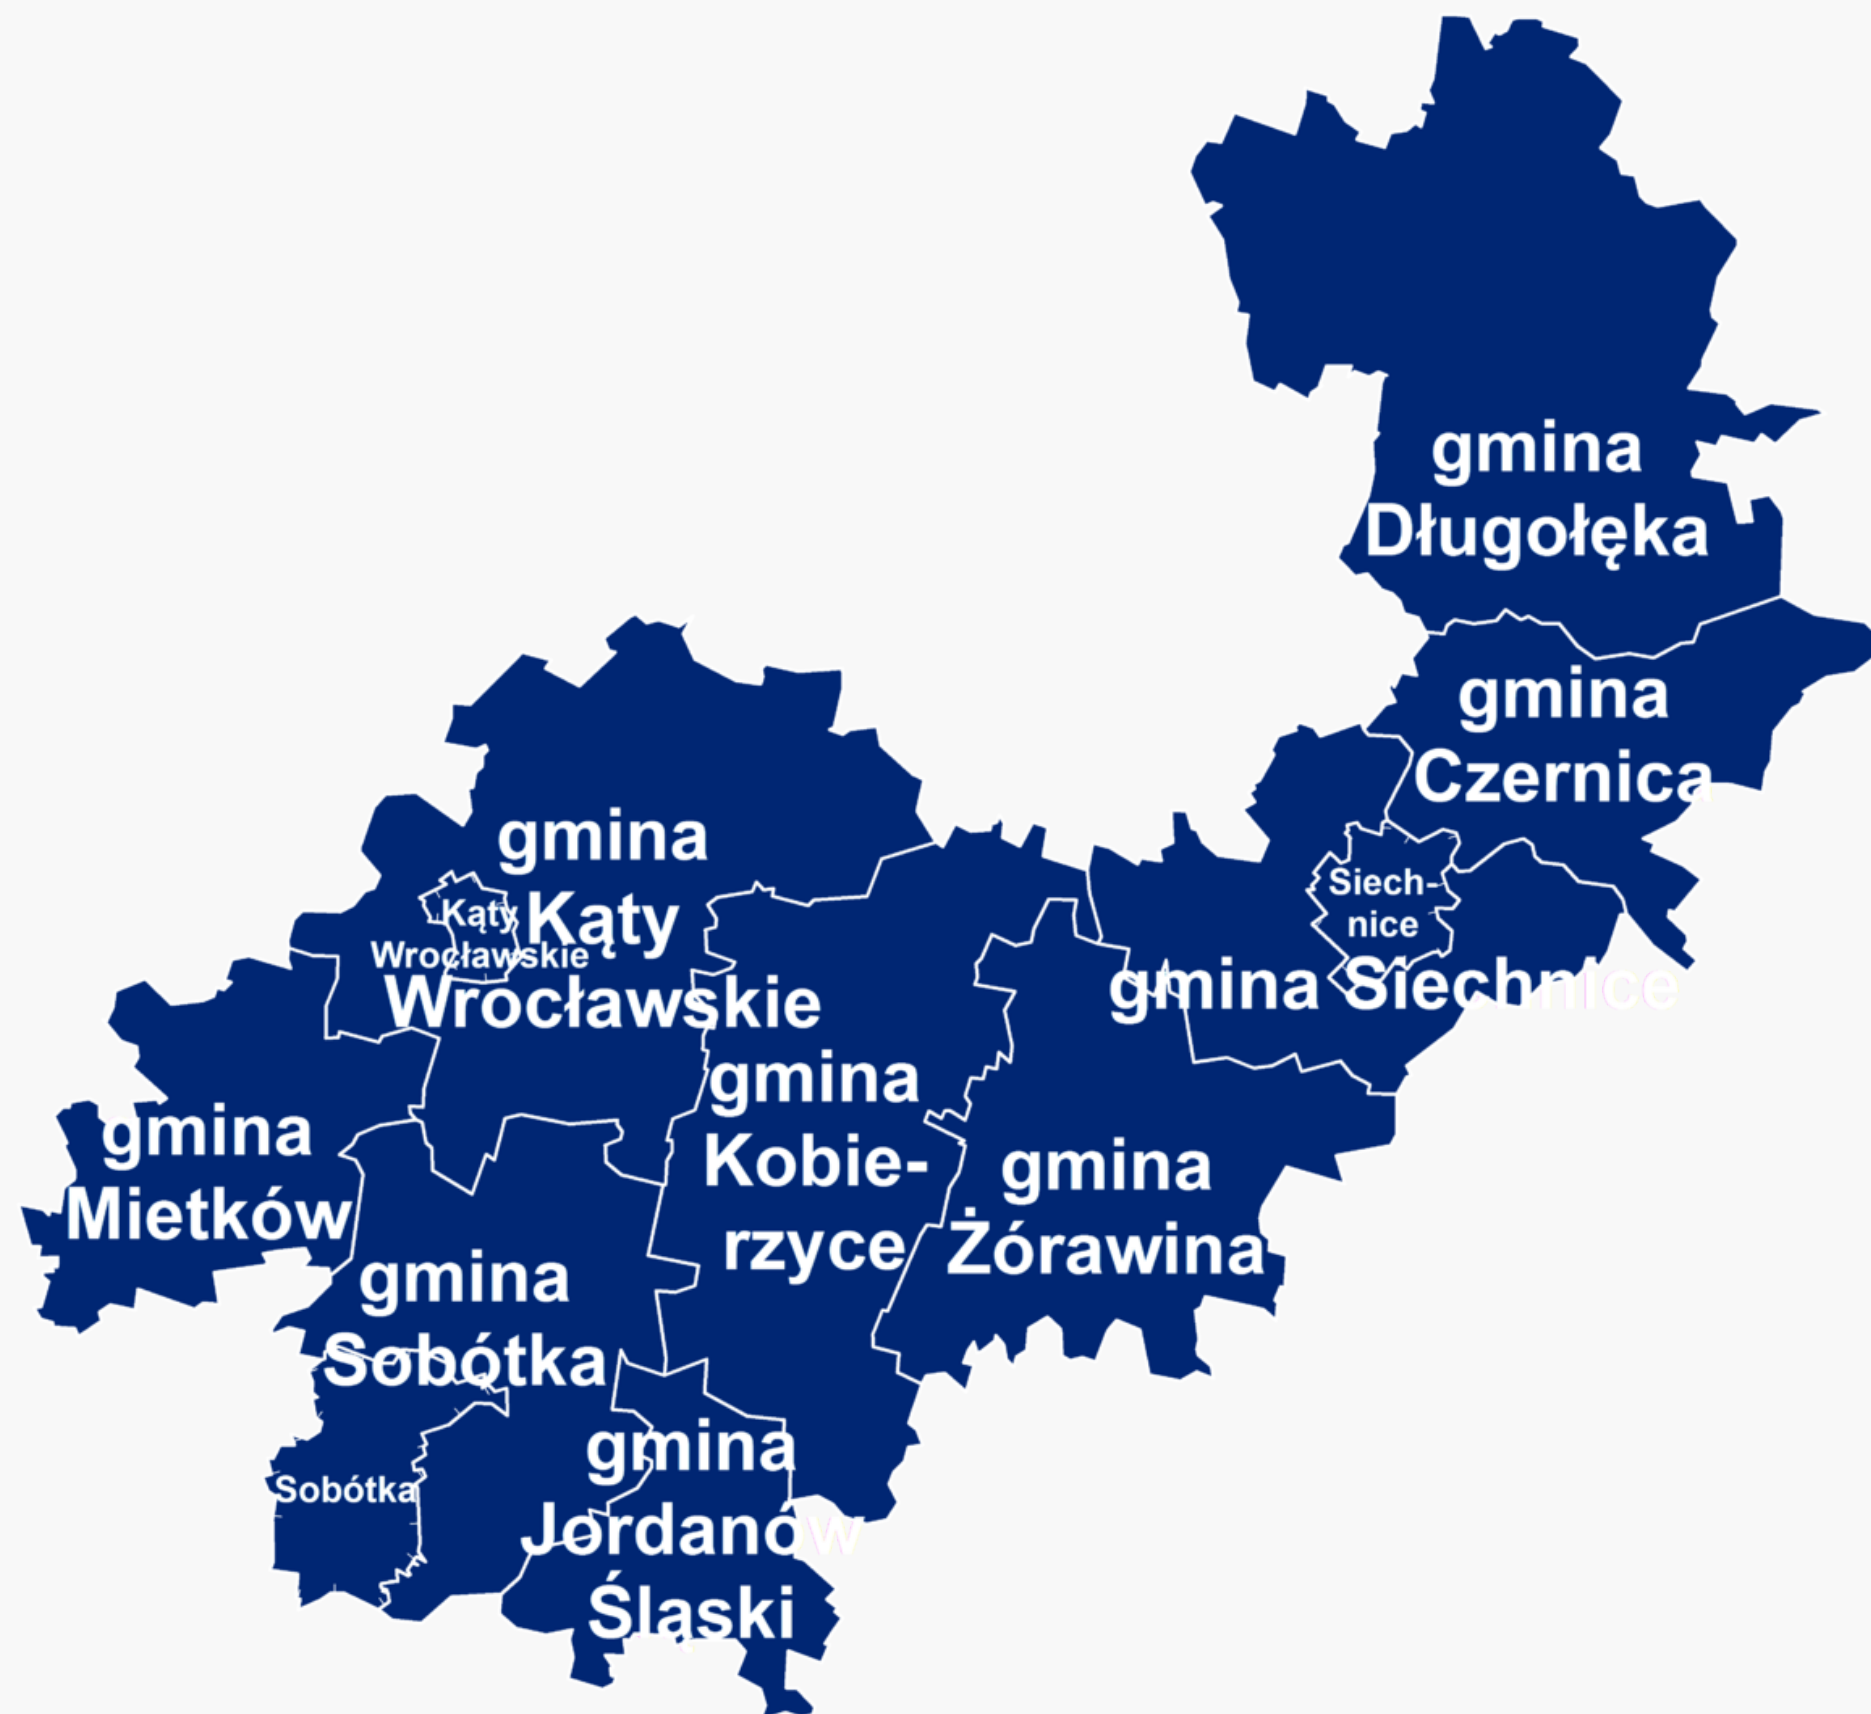 gmina
Długołęka
gmina
Czernica
gmina
Kąty
Wrocławskie
Kąty
Wrocławskie
Siech-
nice
gmina Siechnice
gmina
Mietków
gmina
Kobie-
rzyce
gmina
Żórawina
gmina
Sobótka
Sobótka
gmina
Jordanów
Śląski